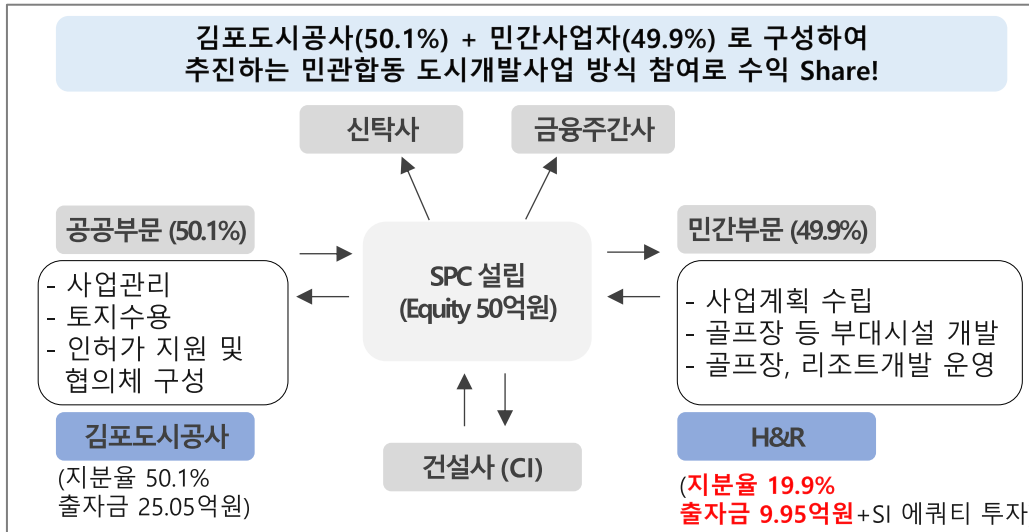 김포도시공사(50.1%) + 민간사업자(49.9%) 로 구성하여
추진하는 민관합동 도시개발사업 방식 참여로 수익 Share!
신탁사
금융주간사
공공부문 (50.1%)
- 사업관리
- 토지수용
- 인허가 지원 및
협의체 구성
김포도시공사
(지분율 50.1%
출자금 25.05억원)
SPC 설립
(Equity 50억원)
건설사 (CI)
민간부문 (49.9%)
- 사업계획 수립
- 골프장 등 부대시설 개발
- 골프장, 리조트개발 운영
H&R
(지분율 19.9%
출자금 9.95억원+SI 에쿼티 투자